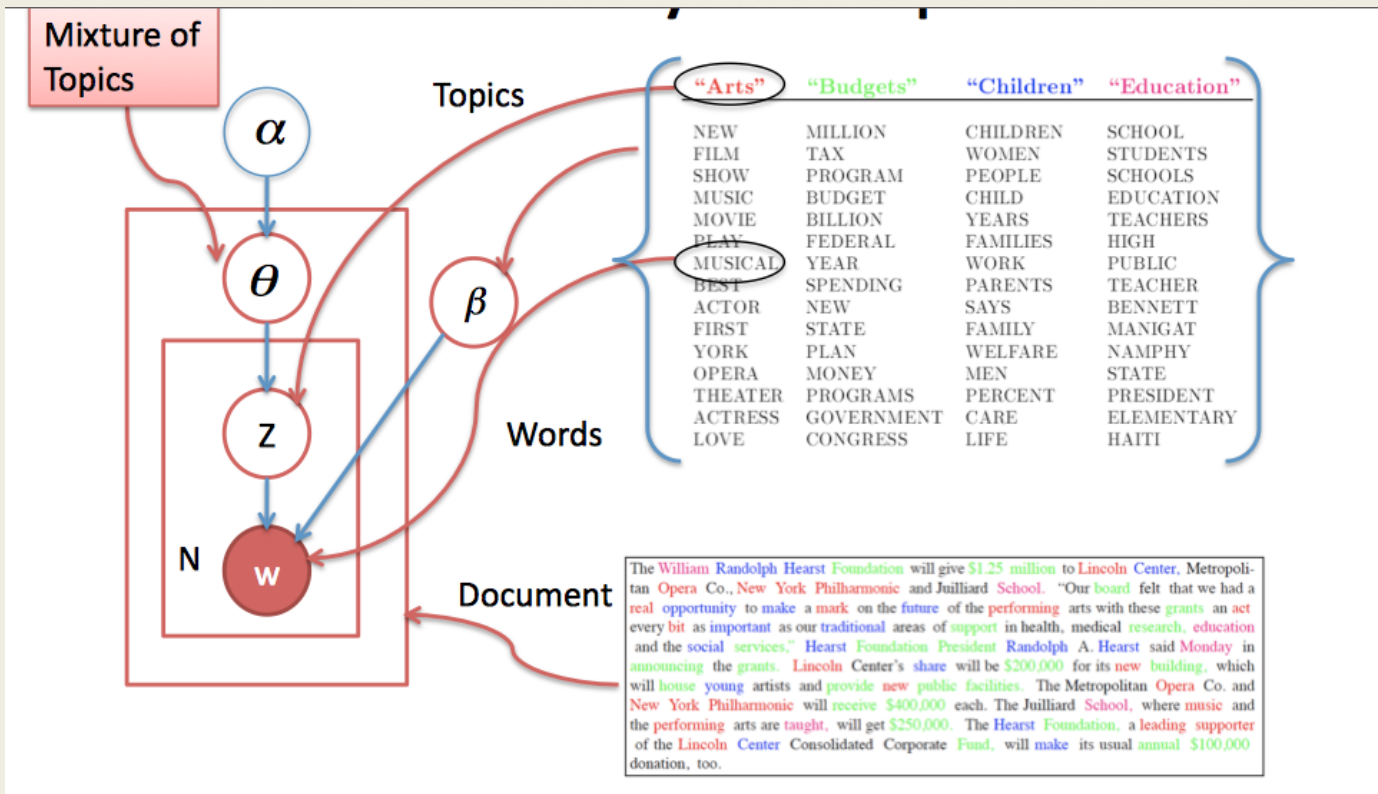 Mixture of
Topics
α
θ
z
N
w
β
Topics
Words
Document
“Arts” “Budgets” “Children” “Education”
NEW MILLION CHILDREN SCHOOL
FILM TAX WOMEN STUDENTS
SHOW PROGRAM PEOPLE SCHOOLS
MUSIC BUDGET CHILD EDUCATION
MOVIE BILLION YEARS TEACHERS
PLAY FEDERAL FAMILIES HIGH
MUSICAL YEAR WORK PUBLIC
BEST SPENDING PARENTS TEACHER
ACTOR NEW SAYS BENNETT
FIRST STATE FAMILY MANIGAT
YORK PLAN WELFARE NAMPHY
OPERA MONEY MEN STATE
THEATER PROGRAMS PERCENT PRESIDENT
ACTRESS GOVERNMENT CARE ELEMENTARY
LOVE CONGRESS LIFE HAITI
The William Randolph Hearst Foundation will give $1.25 million to Lincoln Center, Metropoli-
tan Opera Co., New York Philharmonic and Juilliard School. “Our board felt that we had a
real opportunity to make a mark on the future of the performing arts with these grants an act
every bit as important as our traditional areas of support in health, medical research, education
and the social services,” Hearst Foundation President Randolph A. Hearst said Monday in
announcing the grants. Lincoln Center’s share will be $200,000 for its new building, which
will house young artists and provide new public facilities. The Metropolitan Opera Co. and
New York Philharmonic will receive $400,000 each. The Juilliard School, where music and
the performing arts are taught, will get $250,000. The Hearst Foundation, a leading supporter
of the Lincoln Center Consolidated Corporate Fund, will make its usual annual $100,000
donation, too.